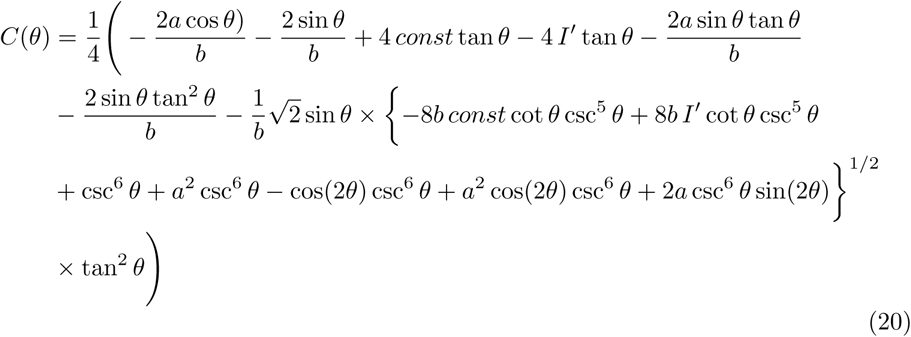 C(θ) = 1/4 ( − 2a cos θ)/b − 2 sin θ/b + 4 const tan θ − 4 I′ tan θ − 2a sin θ tan θ/b
− 2 sin θ tan² θ/b − 1/b √2 sin θ × { −8b const cot θ csc⁵ θ + 8b I′ cot θ csc⁵ θ
+ csc⁶ θ + a² csc⁶ θ − cos(2θ) csc⁶ θ + a² cos(2θ) csc⁶ θ + 2a csc⁶ θ sin(2θ) }^1/2
× tan² θ )
(20)